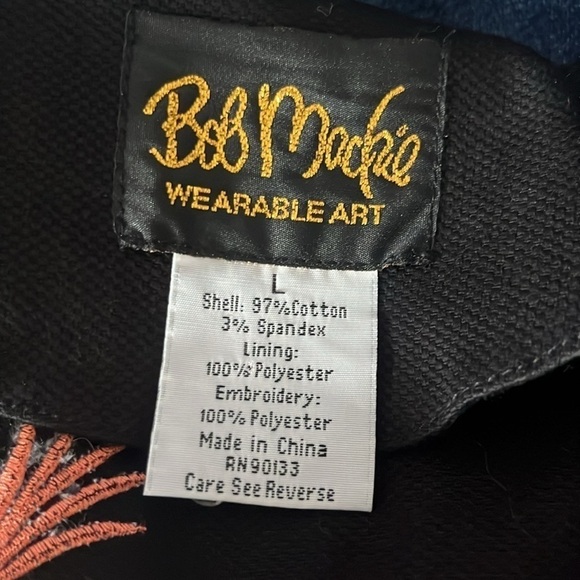 Bob Mackie
WEARABLE ART
L
Shell: 97%Cotton
3% Spandex
Lining:
100% Polyester
Embroidery:
100% Polyester
Made in China
RN90133
Care See Reverse